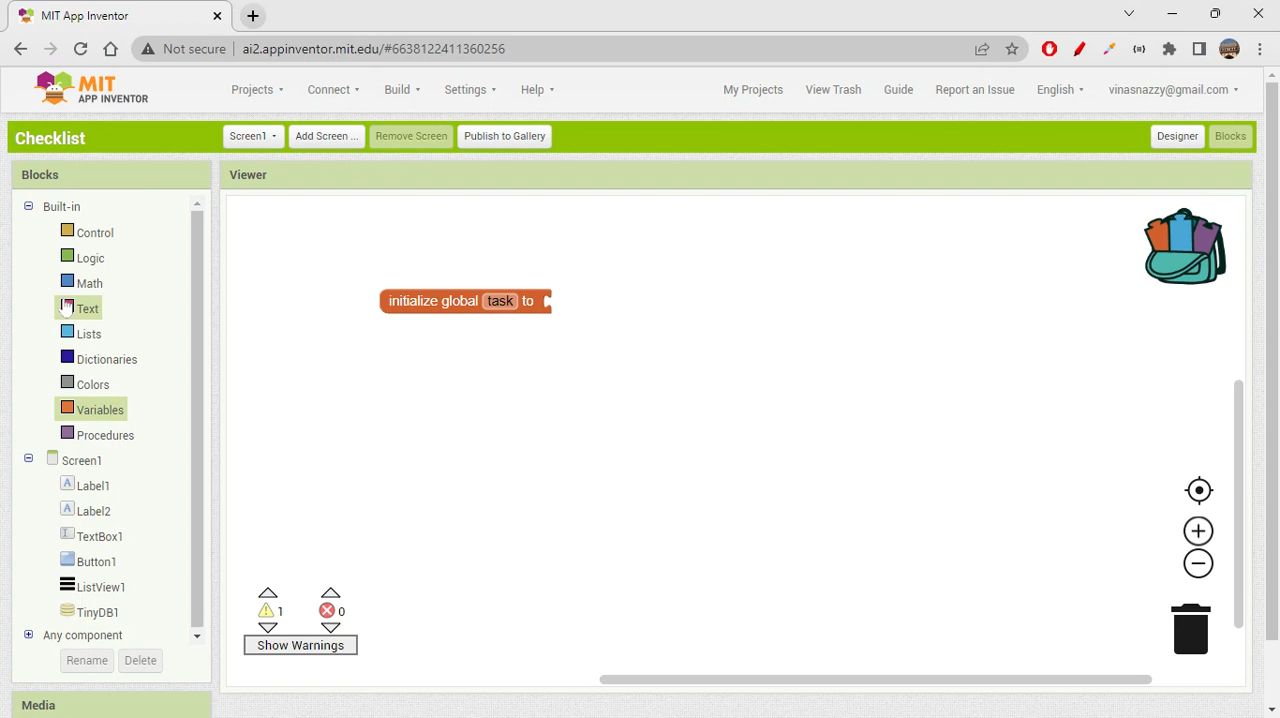 MIT App Inventor
Not secure ai2.appinventor.mit.edu/#6638122411360256
MIT
APP INVENTOR
Projects Connect Build Settings Help My Projects View Trash Guide Report an Issue English vinasnazzy@gmail.com
Checklist Screen1 Add Screen ... Remove Screen Publish to Gallery Designer Blocks
Blocks
Viewer
Built-in
Control
Logic
Math
Text
Lists
Dictionaries
Colors
Variables
Procedures
Screen1
Label1
Label2
TextBox1
Button1
ListView1
TinyDB1
Any component
Rename Delete
Media
initialize global task to
1 0
Show Warnings